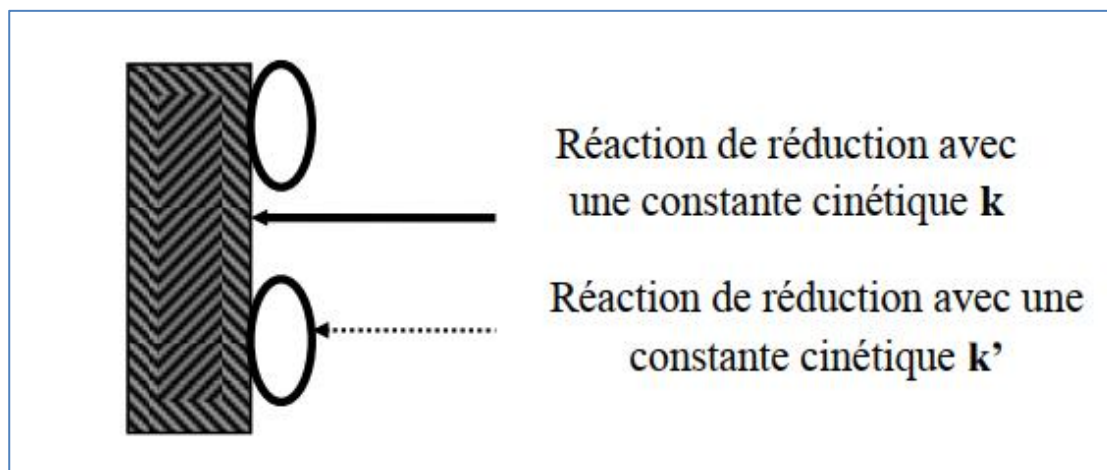 Réaction de réduction avec
une constante cinétique k
Réaction de réduction avec une
constante cinétique k’